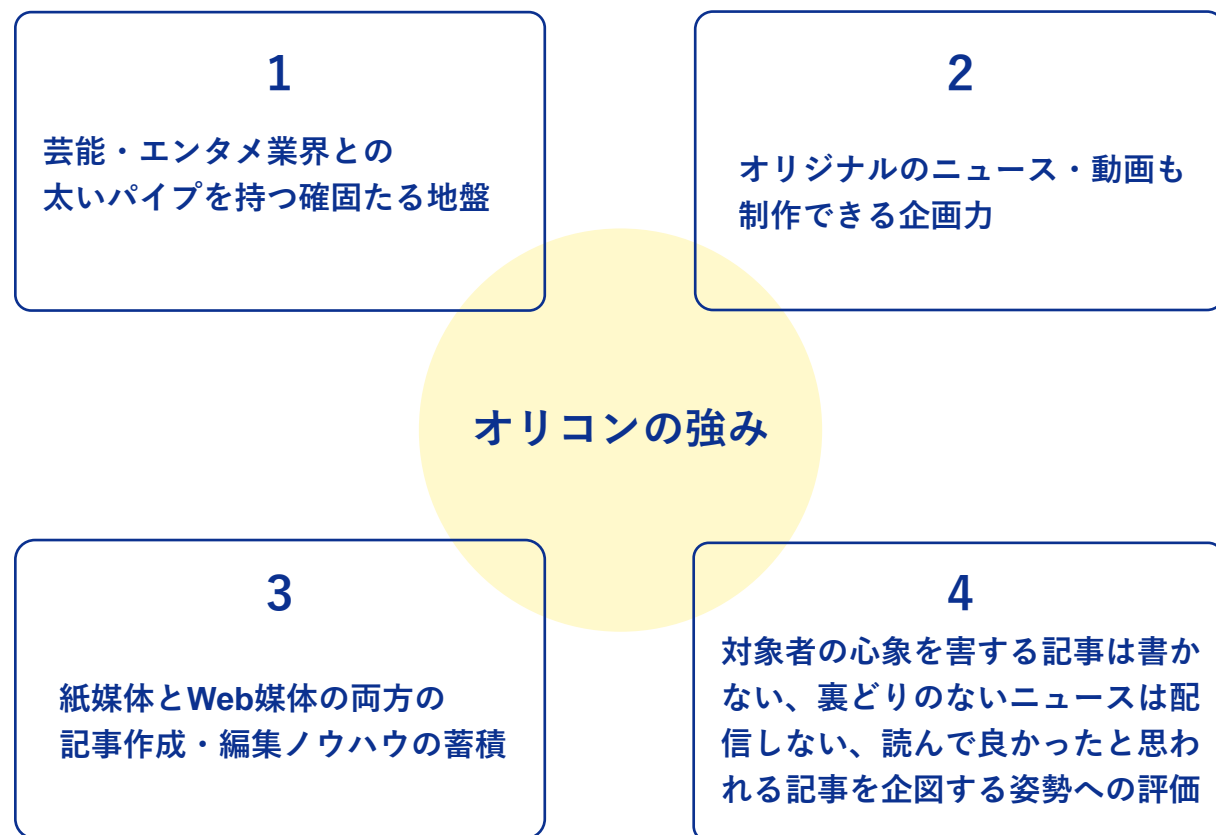 1
芸能・エンタメ業界との
太いパイプを持つ確固たる地盤
2
オリジナルのニュース・動画も
制作できる企画力
オリコンの強み
3
紙媒体とWeb媒体の両方の
記事作成・編集ノウハウの蓄積
4
対象者の心象を害する記事は書か
ない、裏どりのないニュースは配
信しない、読んで良かったと思わ
れる記事を企図する姿勢への評価